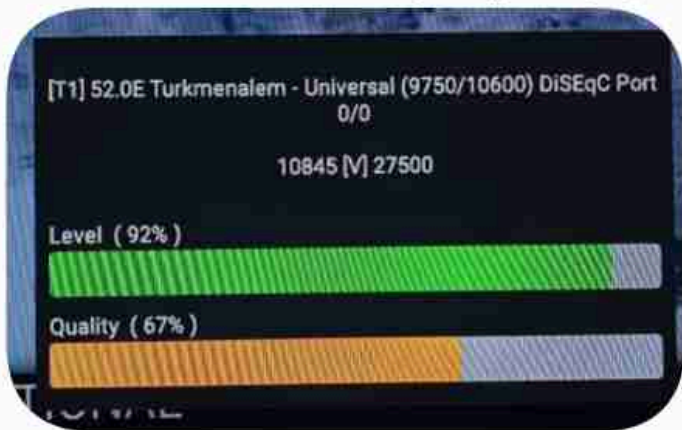 [T1] 52.0E Turkmenalem - Universal (9750/10600) DiSEqC Port
0/0
10845 [V] 27500
Level ( 92% )
Quality ( 67% )